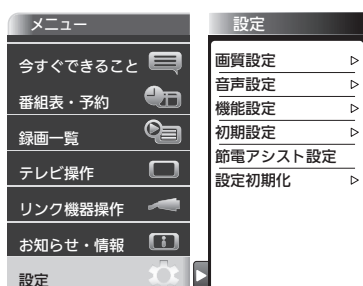 メニュー
今すぐできること
番組表・予約
録画一覧
テレビ操作
リンク機器操作
お知らせ・情報
設定
設定
画質設定
音声設定
機能設定
初期設定
節電アシスト設定
設定初期化